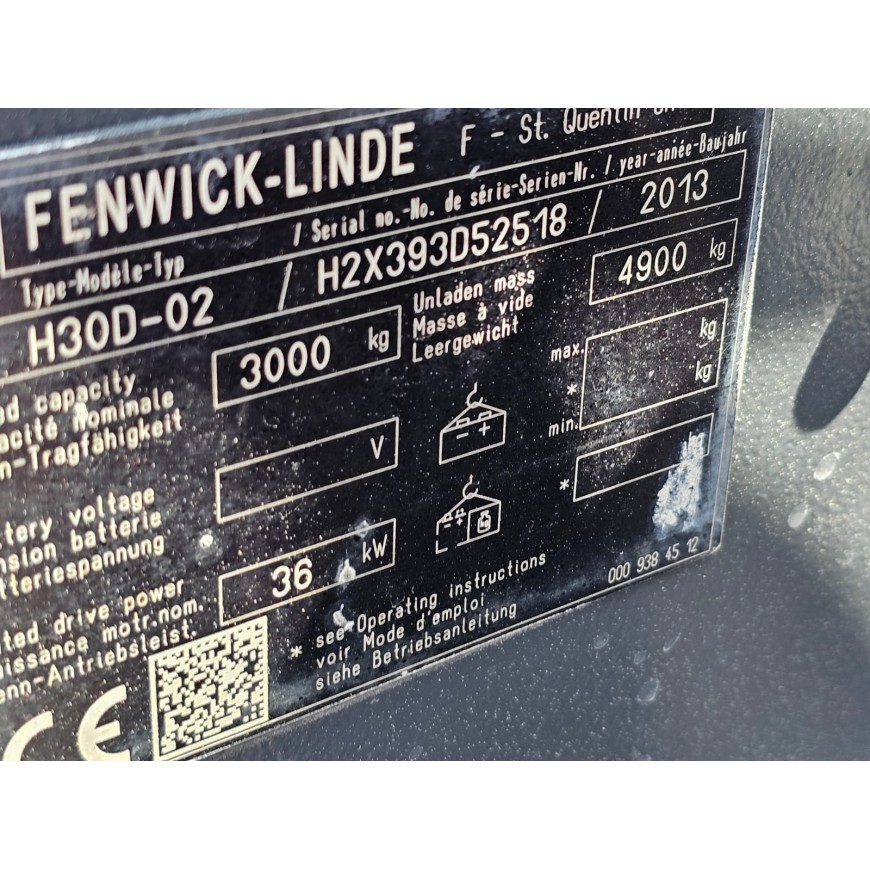 FENWICK-LINDE F - St. Quentin
Type-Modèle-Typ / Serial no.-No. de série-Serien-Nr. / year-année-Baujahr
H30D-02 / H2X393D52518 / 2013
capacity
nominale
-Tragfähigkeit
3000 kg
Unladen mass
Masse à vide
Leergewicht
4900 kg
voltage
batterie
V
max. kg
* kg
min.
- +
drive power
motr.nom.
-Antriebsleist.
36 kW
- +
kg
* kg
* see Operating instructions
voir Mode d'emploi
siehe Betriebsanleitung
000 938 45 12
CE